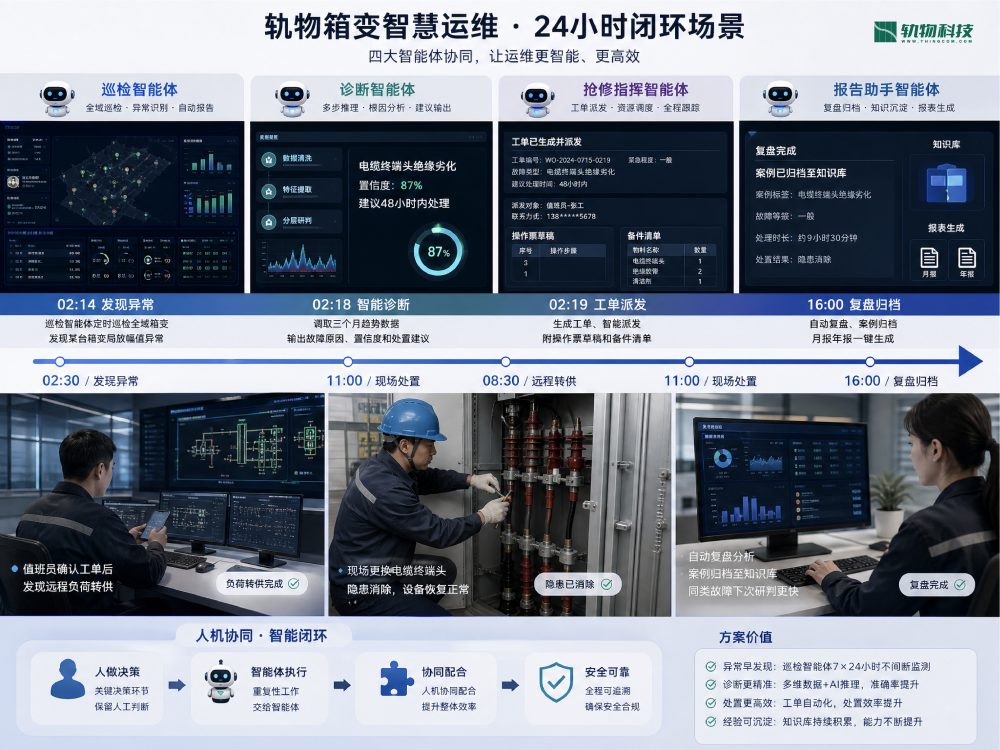 轨物箱变智慧运维 · 24小时闭环场景
四大智能体协同，让运维更智能、更高效
轨物科技
WWW.THINGCOM.COM
巡检智能体
全域巡检 · 异常识别 · 自动报告
诊断智能体
多步推理 · 根因分析 · 建议输出
抢修指挥智能体
工单派发 · 资源调度 · 全程跟踪
报告助手智能体
复盘归档 · 知识沉淀 · 报表生成
数据清洗
特征提取
分层研判
电缆终端头绝缘劣化
置信度：87%
建议48小时内处理
87%
工单已生成并派发
工单编号：WO-2024-0715-0219
紧急程度：一般
故障类型：电缆终端头绝缘劣化
建议处理时间：48小时内
派发对象：值班员-张工
联系方式：138*****5678
操作票草稿
序号 操作步骤
3
1
备件清单
物料名称 数量
电缆终端头 1
绝缘胶带 2
清洁剂 1
复盘完成
案例已归档至知识库
案例标签：电缆终端头绝缘劣化
故障等级：一般
处理时长：约9小时30分钟
处置结果：隐患消除
知识库
报表生成
月报
年报
02:14 发现异常
巡检智能体定时巡检全域箱变
发现某台箱变局放幅值异常
02:18 智能诊断
调取三个月趋势数据
输出故障原因、置信度和处置建议
02:19 工单派发
生成工单、智能派发
附操作票草稿和备件清单
16:00 复盘归档
自动复盘、案例归档
月报年报一键生成
02:30 / 发现异常
11:00 / 现场处置
08:30 / 远程转供
11:00 / 现场处置
16:00 / 复盘归档
值班员确认工单后
发现远程负荷转供
负荷转供完成
现场更换电缆终端头
隐患消除，设备恢复正常
隐患已消除
自动复盘分析
案例归档至知识库
同类故障下次研判更快
复盘完成
人机协同 · 智能闭环
人做决策
关键决策环节
保留人工判断
智能体执行
重复性工作
交给智能体
协同配合
人机协同配合
提升整体效率
安全可靠
全程可追溯
确保安全合规
方案价值
异常早发现：巡检智能体7×24小时不间断监测
诊断更精准：多维数据+AI推理，准确率提升
处置更高效：工单自动化，处置效率提升
经验可沉淀：知识库持续积累，能力不断提升